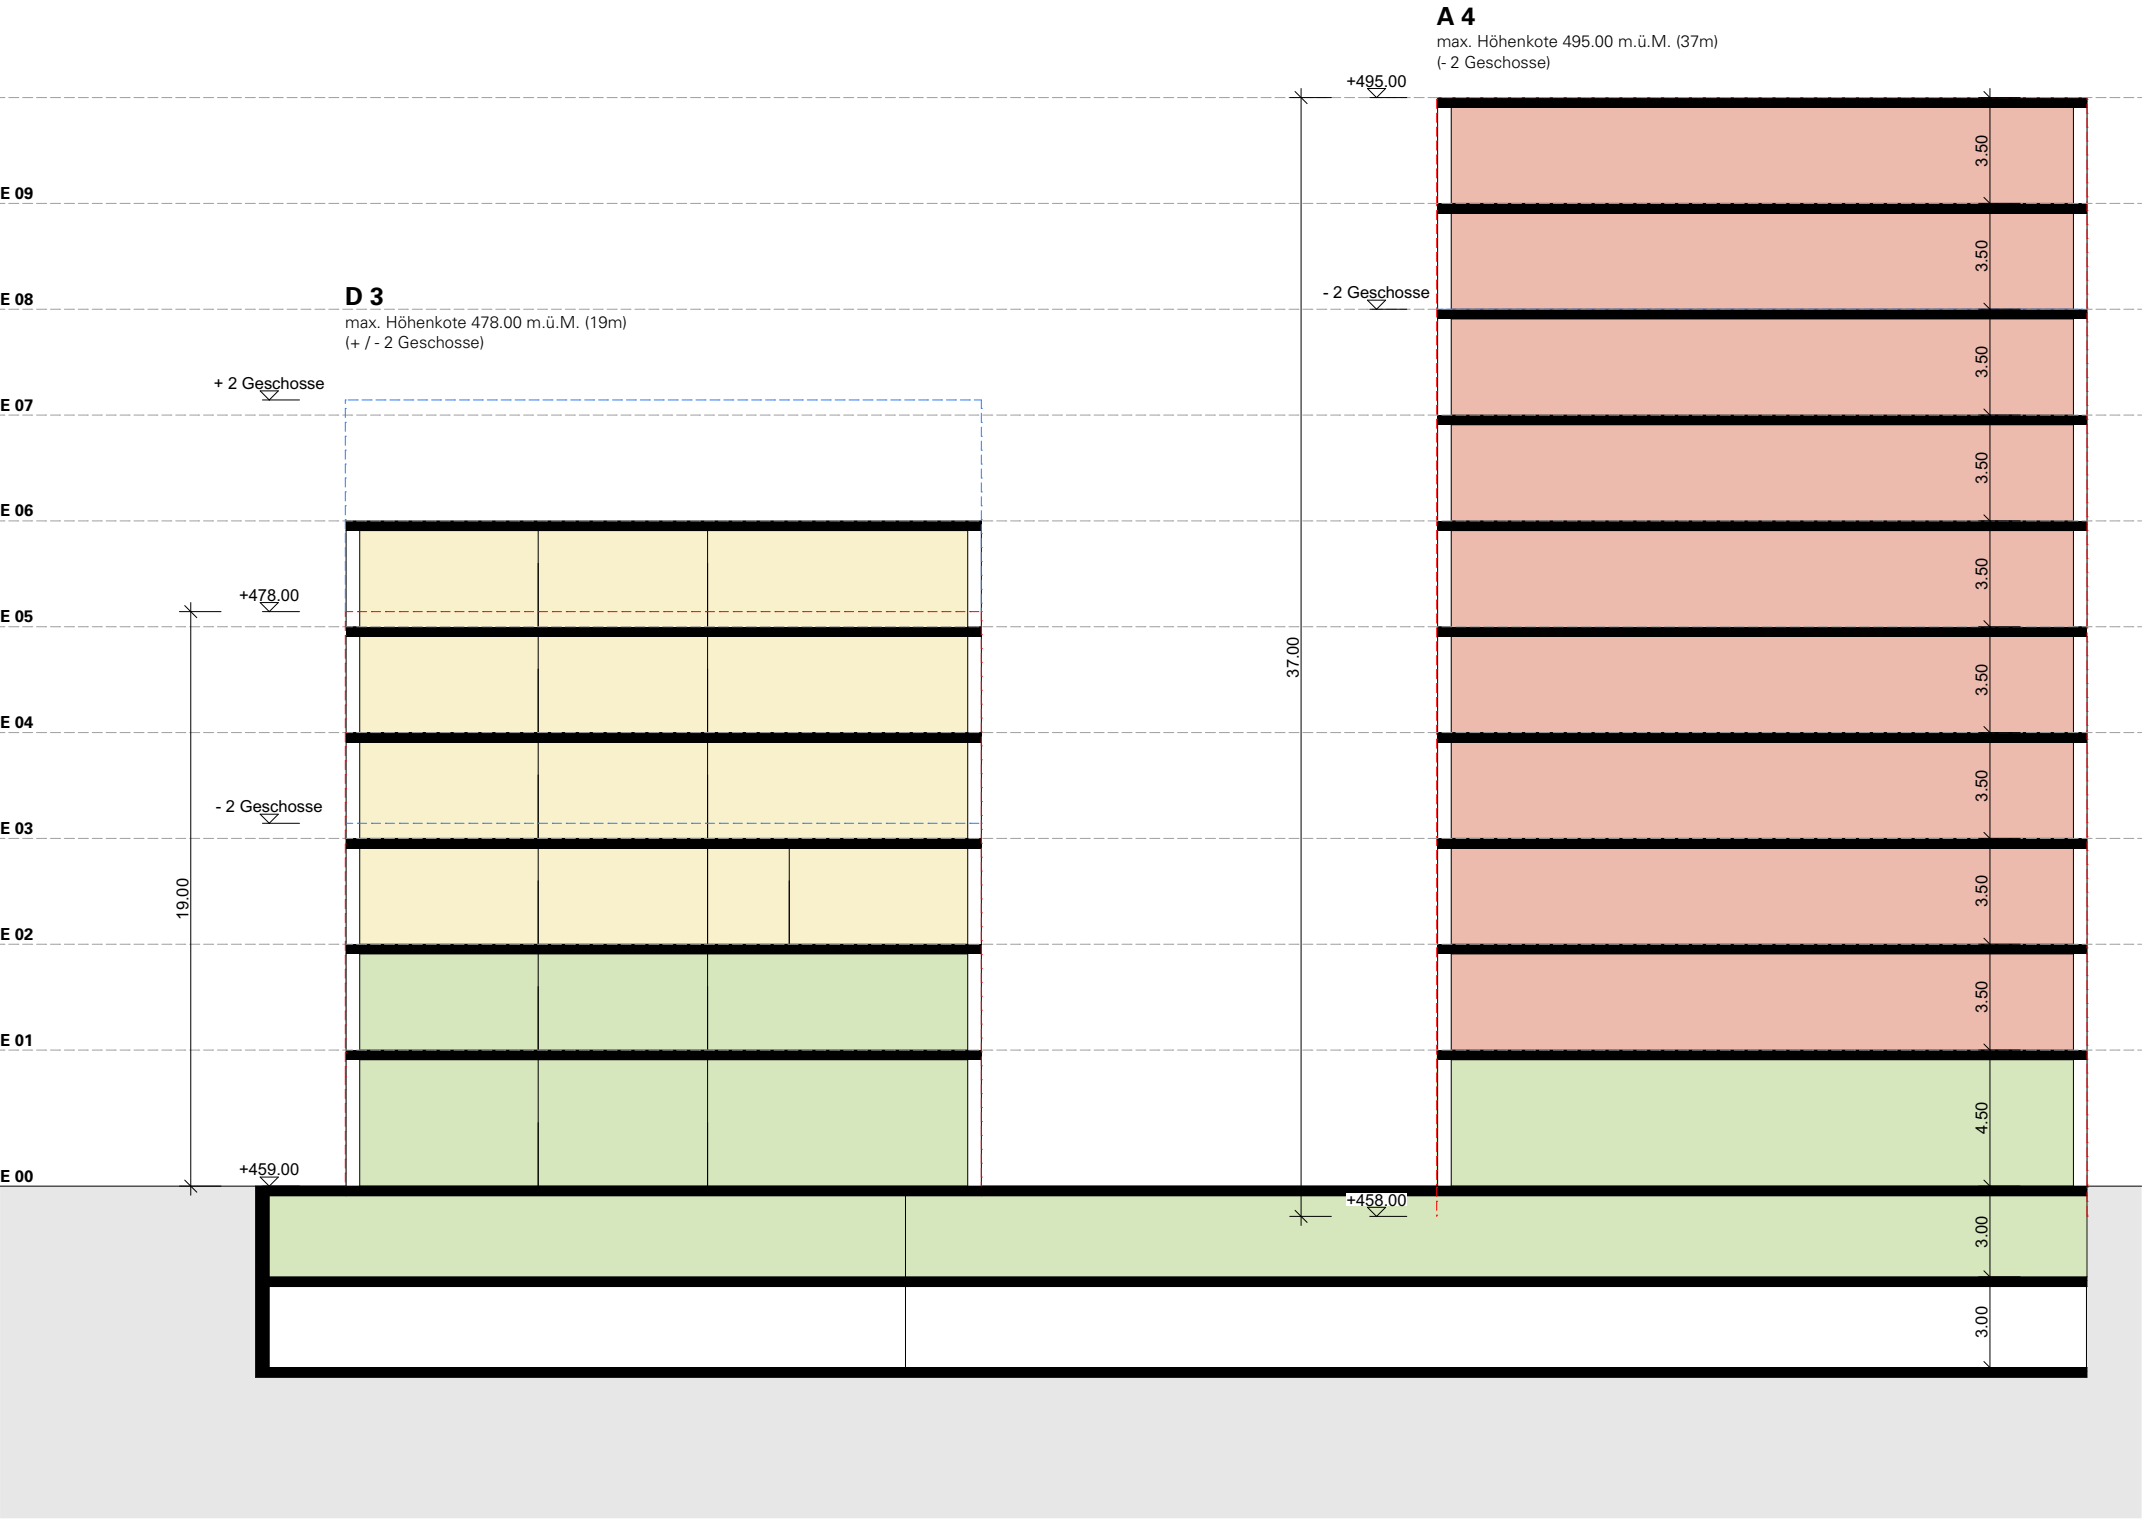 A 4
max. Höhenkote 495.00 m.ü.M. (37m)
(- 2 Geschosse)
+495.00
3.50
E 09
3.50
- 2 Geschosse
E 08
D 3
max. Höhenkote 478.00 m.ü.M. (19m)
(+ / - 2 Geschosse)
3.50
+ 2 Geschosse
E 07
3.50
E 06
3.50
+478.00
E 05
37.00
3.50
E 04
3.50
- 2 Geschosse
E 03
19.00
3.50
E 02
3.50
E 01
4.50
+459.00
E 00
+458.00
3.00
3.00